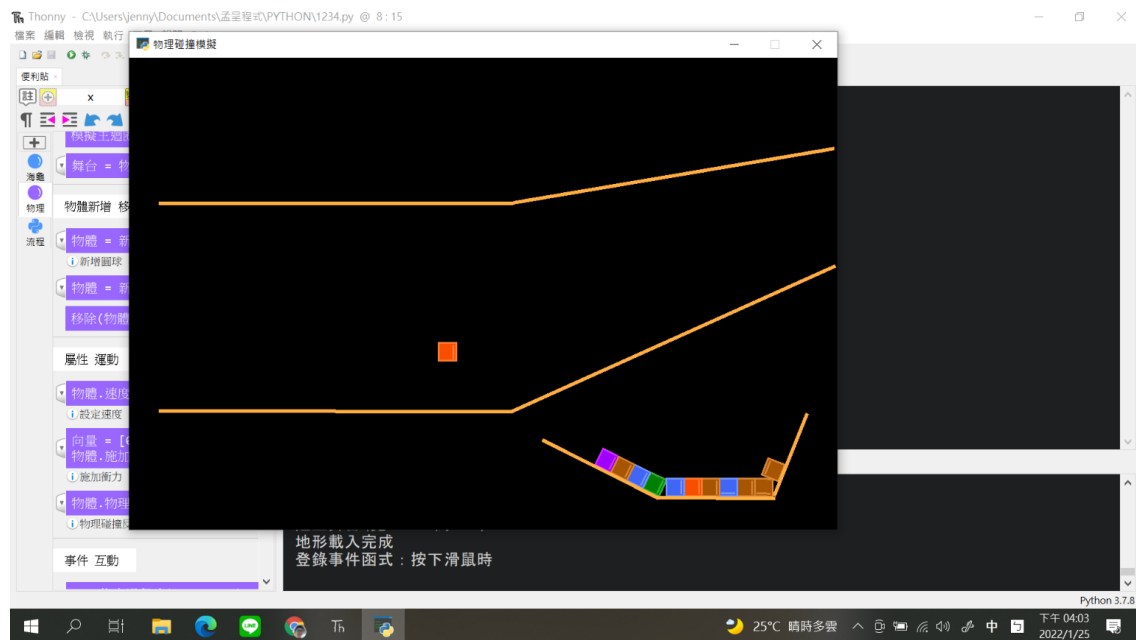 Thonny - C:\Users\jenny\Documents\孟呈程式\PYTHON\1234.py @ 8 : 15
檔案 編輯 檢視 執行
物理碰撞模擬
便利貼
註
x
舞台 = 物
海龜
物理
流程
物體新增 移
物體 = 新
新增圓球
物體 = 新
移除(物體
屬性 運動
物體.速度
設定速度
向量 = [
物體.施加
施加衝力
物體.物理
物理碰撞
事件 互動
地形載入完成
登錄事件函式：按下滑鼠時
Python 3.7.8
25°C 晴時多雲
中
下午 04:03
2022/1/25